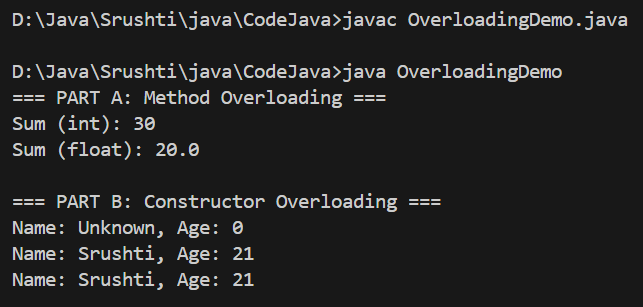 D:\Java\Srushti\java\CodeJava>javac OverloadingDemo.java
D:\Java\Srushti\java\CodeJava>java OverloadingDemo
=== PART A: Method Overloading ===
Sum (int): 30
Sum (float): 20.0
=== PART B: Constructor Overloading ===
Name: Unknown, Age: 0
Name: Srushti, Age: 21
Name: Srushti, Age: 21